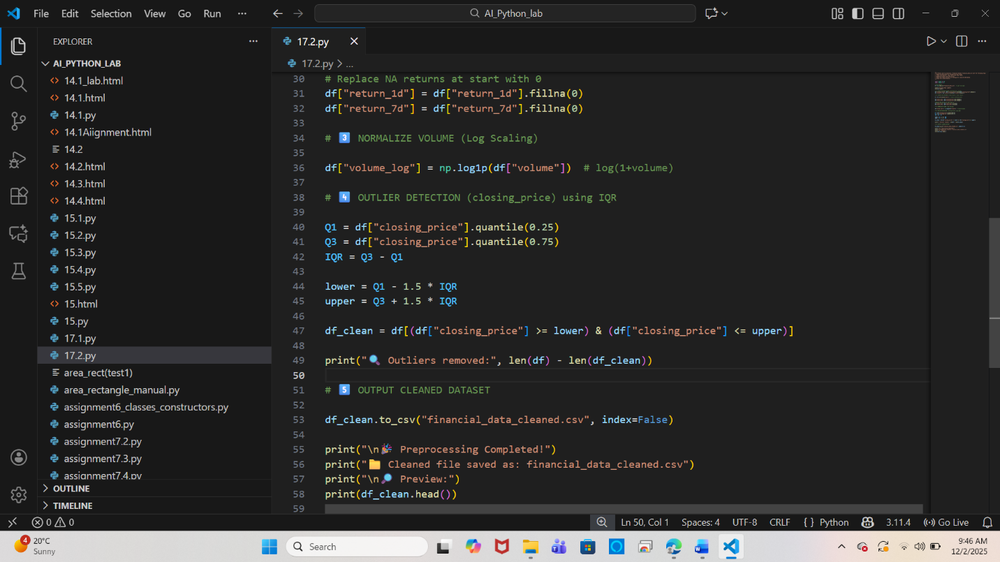 File Edit Selection View Go Run ···
AI_Python_lab
EXPLORER
AI_PYTHON_LAB
14.1_lab.html
14.1.html
14.1.py
14.1Aiignment.html
14.2
14.2.html
14.3.html
14.4.html
15.1.py
15.2.py
15.3.py
15.4.py
15.5.py
15.html
15.py
17.1.py
17.2.py
area_rect(test1)
area_rectangle_manual.py
assignment6_classes_constructors.py
assignment6.py
assignment7.2.py
assignment7.3.py
assignment7.4.py
OUTLINE
TIMELINE
17.2.py
17.2.py > ...
30 # Replace NA returns at start with 0
31 df["return_1d"] = df["return_1d"].fillna(0)
32 df["return_7d"] = df["return_7d"].fillna(0)
33
34 # 3️⃣ NORMALIZE VOLUME (Log Scaling)
35
36 df["volume_log"] = np.log1p(df["volume"])  # log(1+volume)
37
38 # 4️⃣ OUTLIER DETECTION (closing_price) using IQR
39
40 Q1 = df["closing_price"].quantile(0.25)
41 Q3 = df["closing_price"].quantile(0.75)
42 IQR = Q3 - Q1
43
44 lower = Q1 - 1.5 * IQR
45 upper = Q3 + 1.5 * IQR
46
47 df_clean = df[(df["closing_price"] >= lower) & (df["closing_price"] <= upper)]
48
49 print("🔍 Outliers removed:", len(df) - len(df_clean))
50
51 # 5️⃣ OUTPUT CLEANED DATASET
52
53 df_clean.to_csv("financial_data_cleaned.csv", index=False)
54
55 print("\n🎉 Preprocessing Completed!")
56 print("📁 Cleaned file saved as: financial_data_cleaned.csv")
57 print("\n🔎 Preview:")
58 print(df_clean.head())
59
0 0
Ln 50, Col 1 Spaces: 4 UTF-8 CRLF { } Python 3.11.4 Go Live
4
20°C
Sunny
Search
9:46 AM
12/2/2025